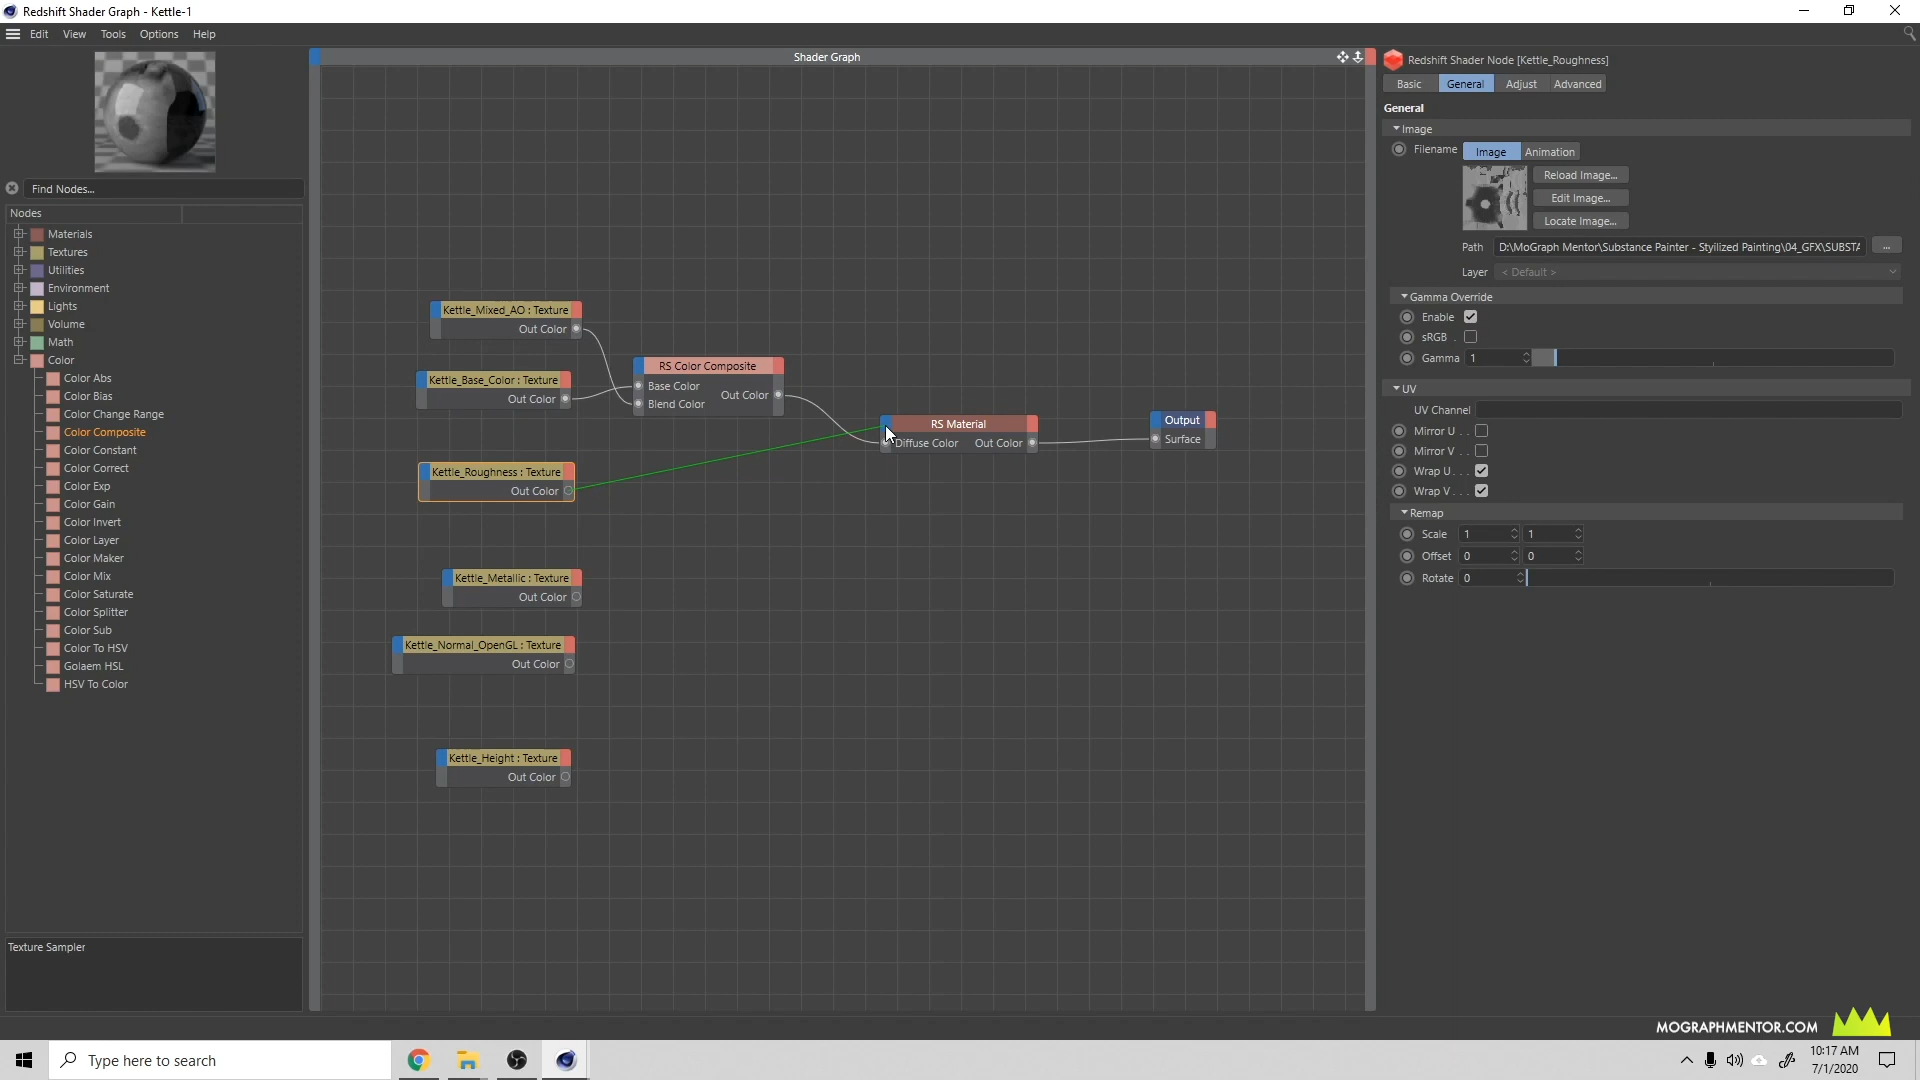 Redshift Shader Graph - Kettle-1
Edit View Tools Options Help
Find Nodes...
Nodes
Materials
Textures
Utilities
Environment
Lights
Volume
Math
Color
Color Abs
Color Bias
Color Change Range
Color Composite
Color Constant
Color Correct
Color Exp
Color Gain
Color Invert
Color Layer
Color Maker
Color Mix
Color Saturate
Color Splitter
Color Sub
Color To HSV
Golaem HSL
HSV To Color
Texture Sampler
Shader Graph
Kettle_Mixed_AO : Texture
Out Color
Kettle_Base_Color : Texture
Out Color
RS Color Composite
Base Color
Out Color
Blend Color
RS Material
Diffuse Color Out Color
Output
Surface
Kettle_Roughness : Texture
Out Color
Kettle_Metallic : Texture
Out Color
Kettle_Normal_OpenGL : Texture
Out Color
Kettle_Height : Texture
Out Color
Redshift Shader Node [Kettle_Roughness]
Basic General Adjust Advanced
General
Image
Filename Image Animation
Reload Image...
Edit Image...
Locate Image...
Path D:\MoGraph Mentor\Substance Painter - Styilized Painting\04_GFX\SUBSTA ...
Layer < Default >
Gamma Override
Enable
sRGB .
Gamma 1
UV
UV Channel
Mirror U . .
Mirror V . .
Wrap U . . .
Wrap V . . .
Remap
Scale 1 1
Offset 0 0
Rotate 0
MOGRAPHMENTOR.COM
Type here to search
10:17 AM
7/1/2020